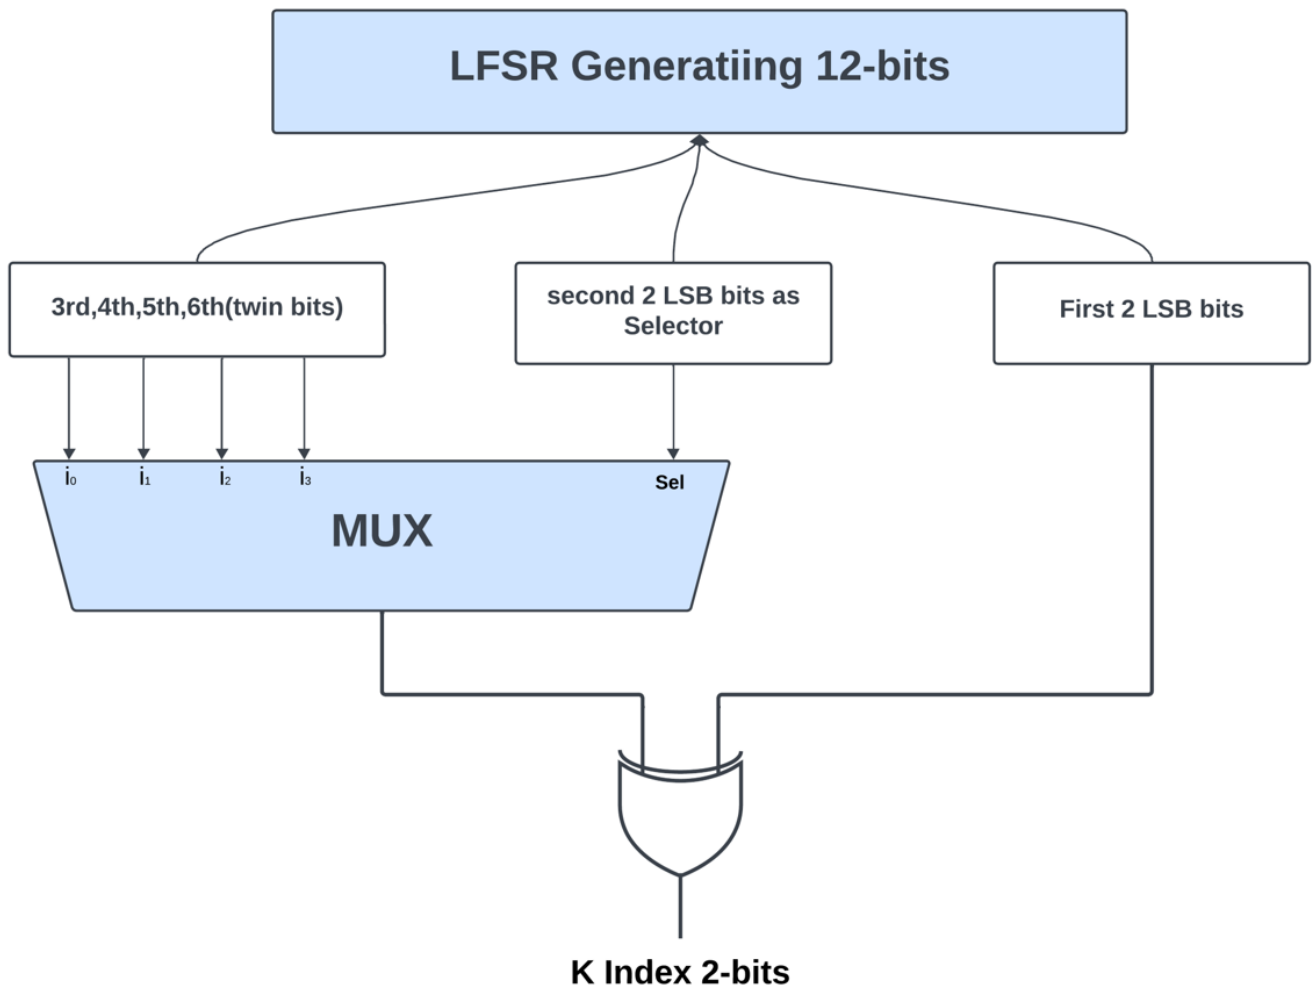 LFSR Generatiing 12-bits
3rd,4th,5th,6th(twin bits)
second 2 LSB bits as
Selector
First 2 LSB bits
i₀
i₁
i₂
i₃
Sel
MUX
K Index 2-bits